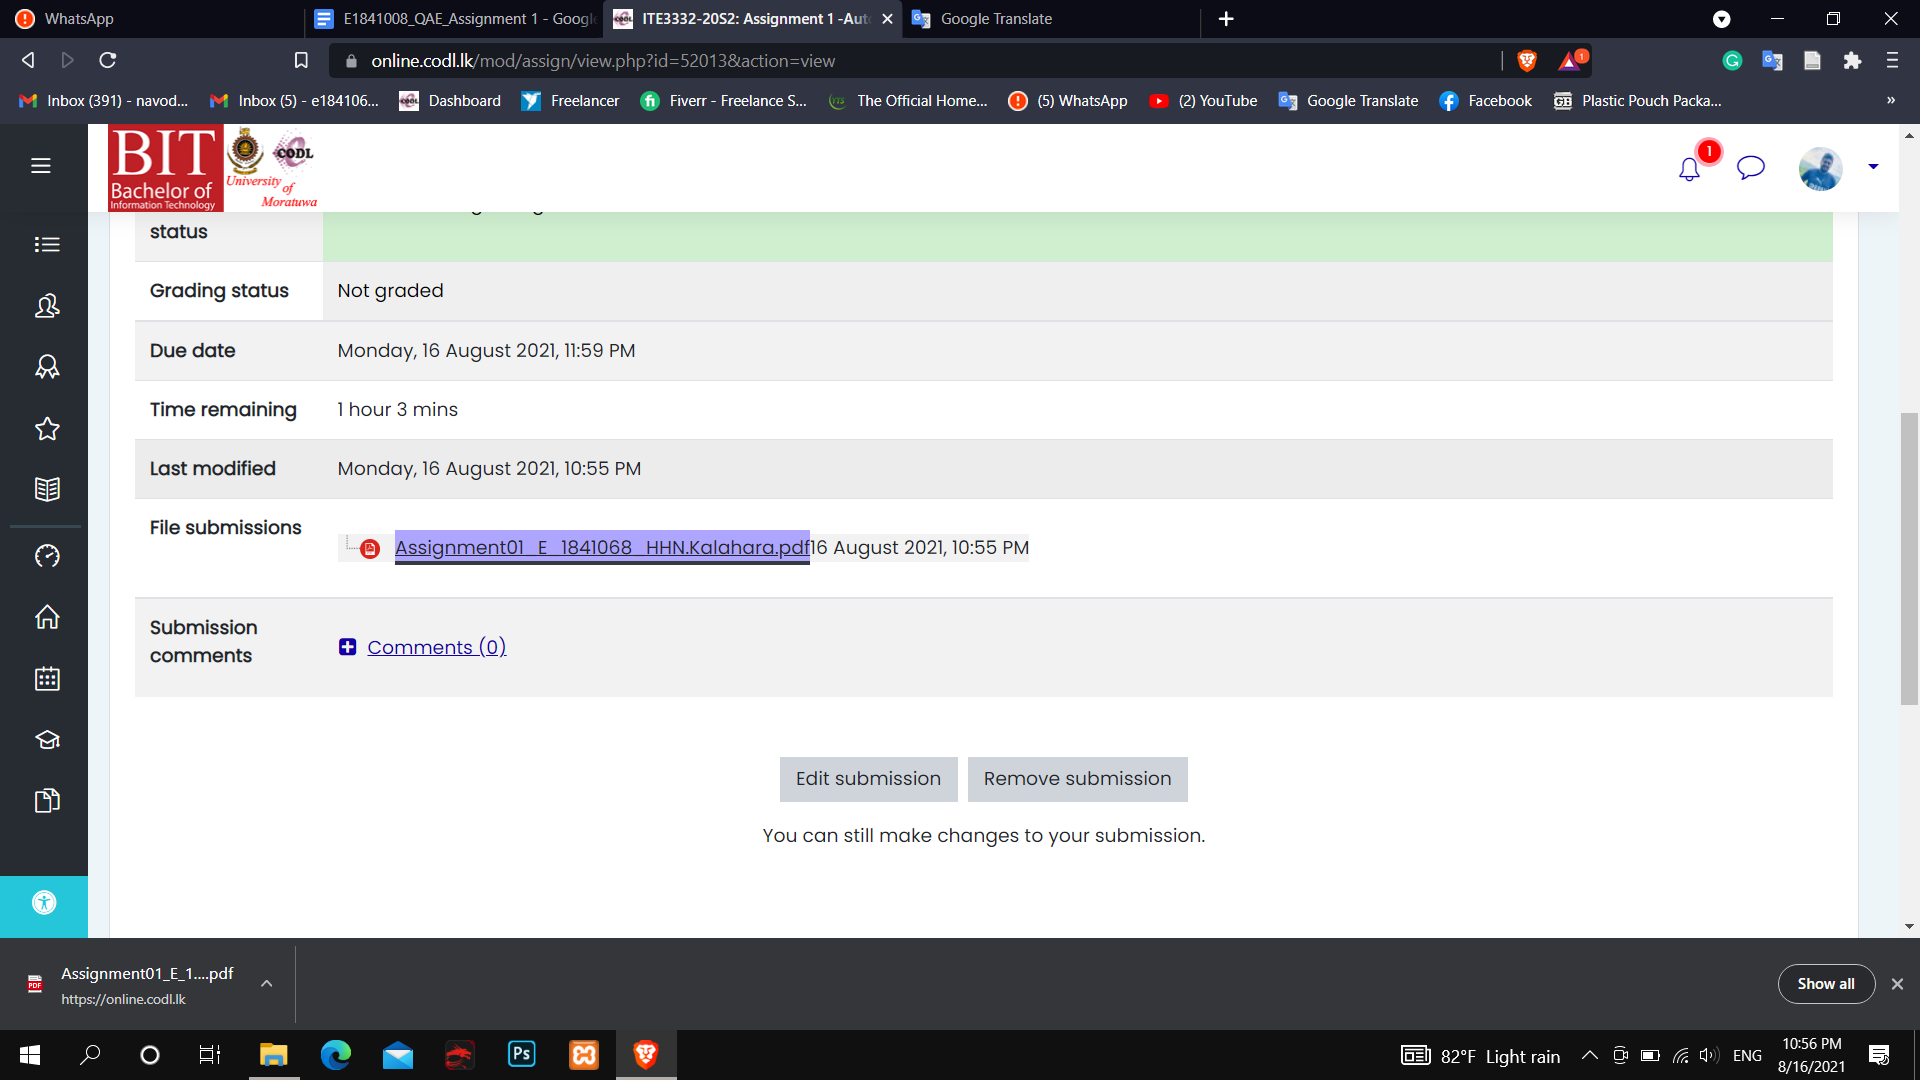 WhatsApp
E1841008_QAE_Assignment 1 - Google
ITE3332-20S2: Assignment 1 -Aut
Google Translate
online.codl.lk/mod/assign/view.php?id=52013&action=view
1
Inbox (391) - navod...
Inbox (5) - e184106...
Dashboard
Freelancer
Fiverr - Freelance S...
The Official Home...
(5) WhatsApp
(2) YouTube
Google Translate
Facebook
Plastic Pouch Packa...
»
BIT
Bachelor of
Information Technology
CODL
University
of
Moratuwa
1
status
Grading status Not graded
Due date Monday, 16 August 2021, 11:59 PM
Time remaining 1 hour 3 mins
Last modified Monday, 16 August 2021, 10:55 PM
File submissions
Assignment01_E_1841068_HHN.Kalahara.pdf16 August 2021, 10:55 PM
Submission
comments
Comments (0)
Edit submission Remove submission
You can still make changes to your submission.
Assignment01_E_1....pdf
https://online.codl.lk
Show all
Ps
82°F Light rain
ENG
10:56 PM
8/16/2021